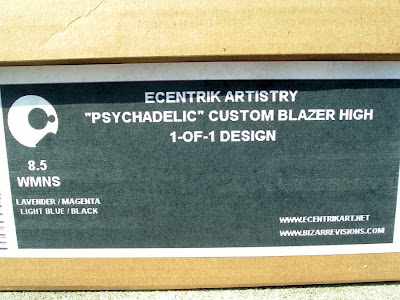 ECENTRIK ARTISTRY
"PSYCHADELIC" CUSTOM BLAZER HIGH
1-OF-1 DESIGN
8.5
WMNS
LAVENDER / MAGENTA
LIGHT BLUE / BLACK
WWW.ECENTRIKART.NET
WWW.BIZARREVISIONS.COM